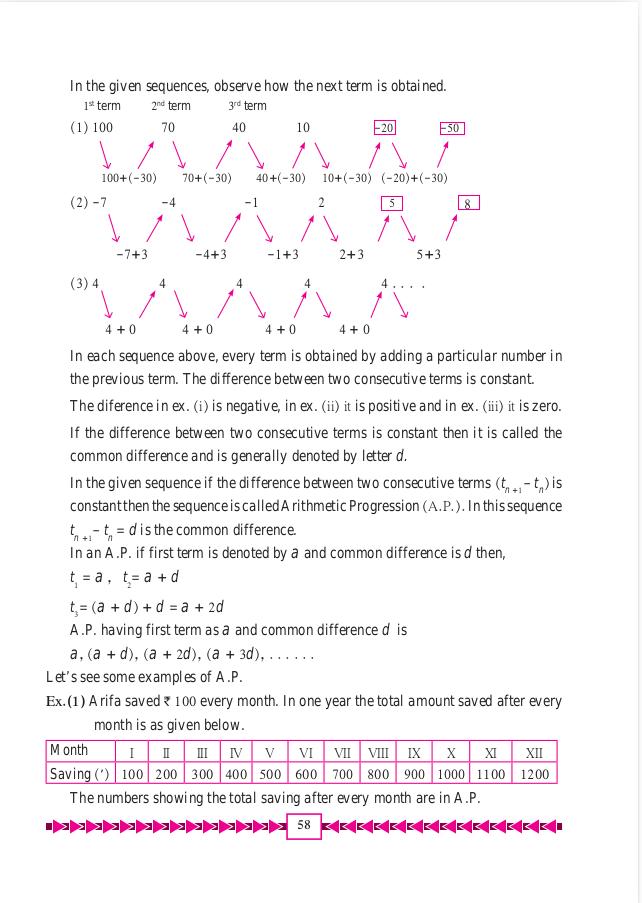 In the given sequences, observe how the next term is obtained.
1st term 2nd term 3rd term
(1) 100 70 40 10 −20 −50
100+(−30) 70+(−30) 40+(−30) 10+(−30) (−20)+(−30)
(2) −7 −4 −1 2 5 8
−7+3 −4+3 −1+3 2+3 5+3
(3) 4 4 4 4 4 . . . .
4 + 0 4 + 0 4 + 0 4 + 0
In each sequence above, every term is obtained by adding a particular number in
the previous term. The difference between two consecutive terms is constant.
The diference in ex. (i) is negative, in ex. (ii) it is positive and in ex. (iii) it is zero.
If the difference between two consecutive terms is constant then it is called the
common difference and is generally denoted by letter d.
In the given sequence if the difference between two consecutive terms (tn +1 − tn) is
constant then the sequence is called Arithmetic Progression (A.P.). In this sequence
tn +1 − tn = d is the common difference.
In an A.P. if first term is denoted by a and common difference is d then,
t1 = a , t2 = a + d
t3 = (a + d) + d = a + 2d
A.P. having first term as a and common difference d is
a, (a + d), (a + 2d), (a + 3d), . . . . . .
Let's see some examples of A.P.
Ex. (1) Arifa saved ₹ 100 every month. In one year the total amount saved after every
month is as given below.
Month I II III IV V VI VII VIII IX X XI XII
Saving (') 100 200 300 400 500 600 700 800 900 1000 1100 1200
The numbers showing the total saving after every month are in A.P.
58